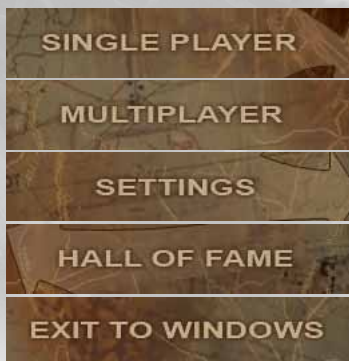 SINGLE PLAYER
MULTIPLAYER
SETTINGS
HALL OF FAME
EXIT TO WINDOWS